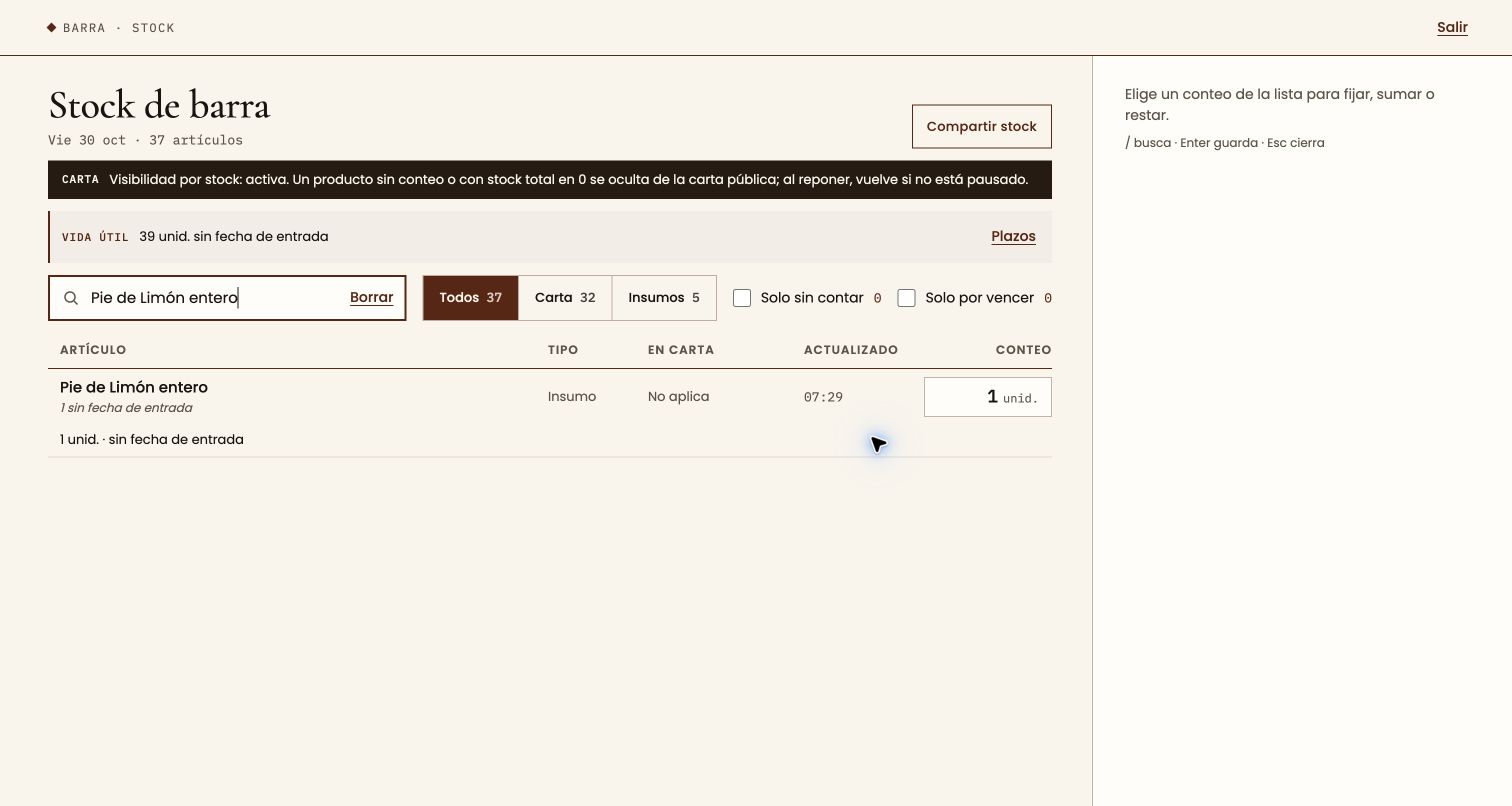 ◆ BARRA · STOCK
Salir
Stock de barra
Vie 30 oct · 37 artículos
Compartir stock
CARTA Visibilidad por stock: activa. Un producto sin conteo o con stock total en 0 se oculta de la carta pública; al reponer, vuelve si no está pausado.
VIDA ÚTIL 39 unid. sin fecha de entrada
Plazos
Pie de Limón entero Borrar
Todos 37 Carta 32 Insumos 5
Solo sin contar 0 Solo por vencer 0
ARTÍCULO TIPO EN CARTA ACTUALIZADO CONTEO
Pie de Limón entero
1 sin fecha de entrada
Insumo No aplica 07:29 1 unid.
1 unid. · sin fecha de entrada
Elige un conteo de la lista para fijar, sumar o
restar.
/ busca · Enter guarda · Esc cierra